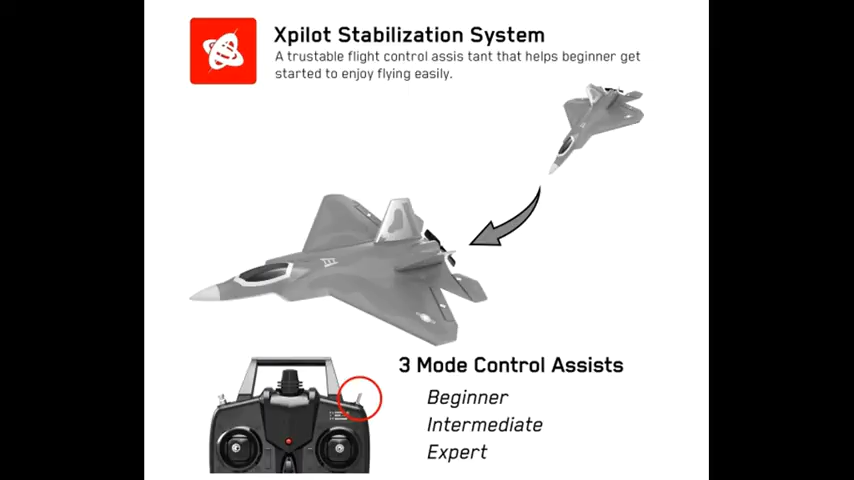 Xpilot Stabilization System
A trustable flight control assis tant that helps beginner get
started to enjoy flying easily.
3 Mode Control Assists
Beginner
Intermediate
Expert